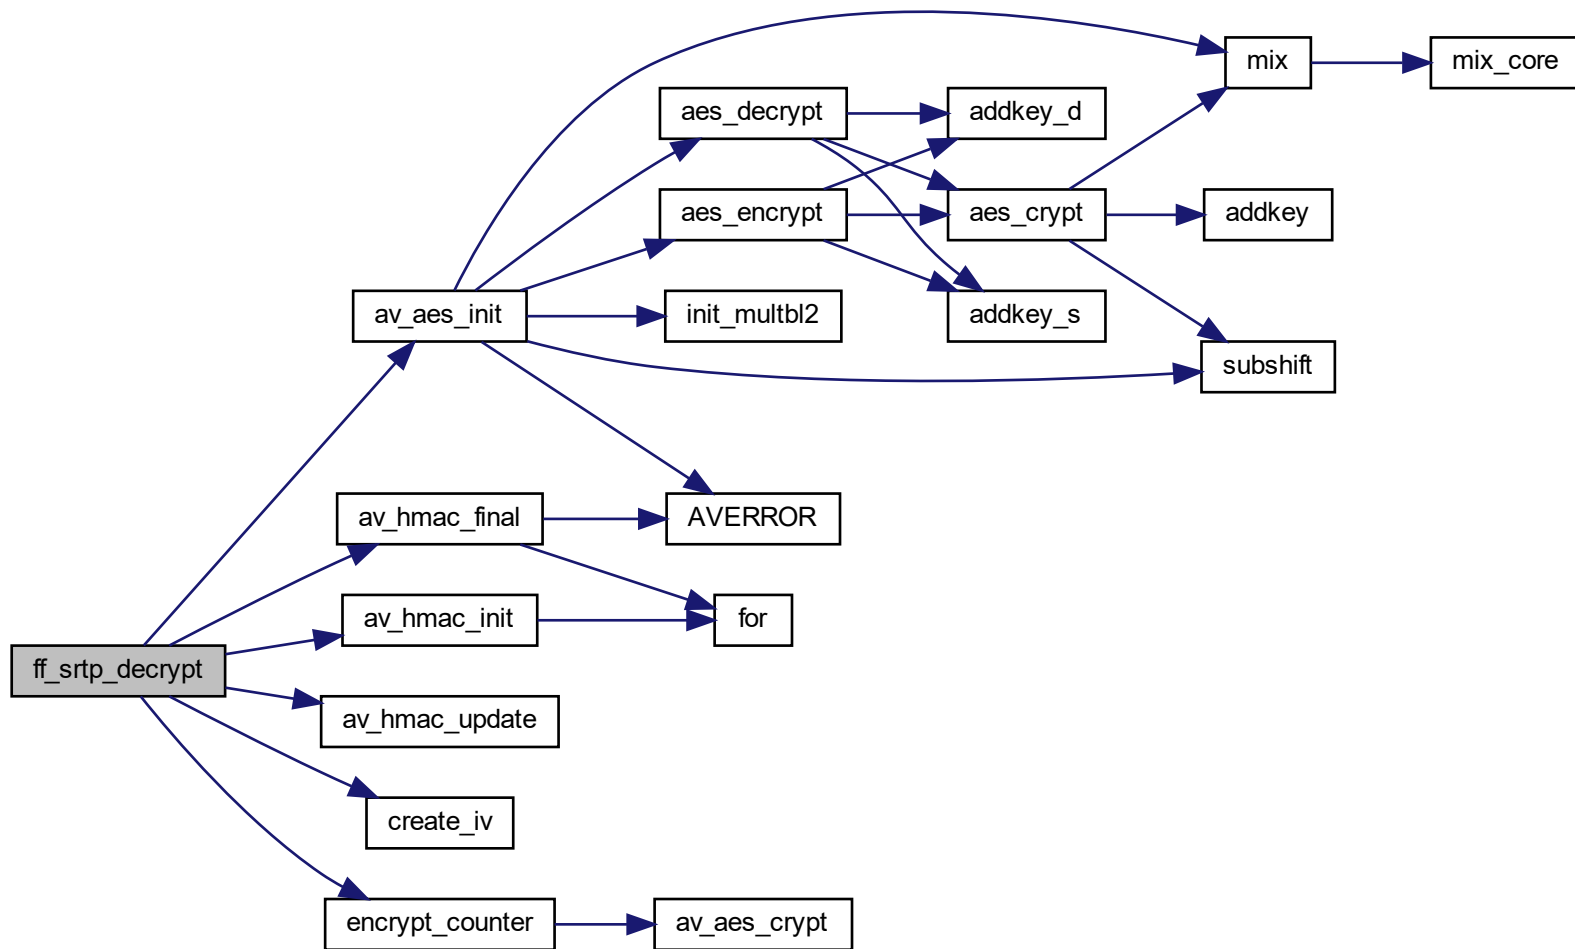 mix
mix_core
aes_decrypt
addkey_d
aes_encrypt
aes_crypt
addkey
av_aes_init
init_multbl2
addkey_s
subshift
av_hmac_final
AVERROR
av_hmac_init
for
ff_srtp_decrypt
av_hmac_update
create_iv
encrypt_counter
av_aes_crypt